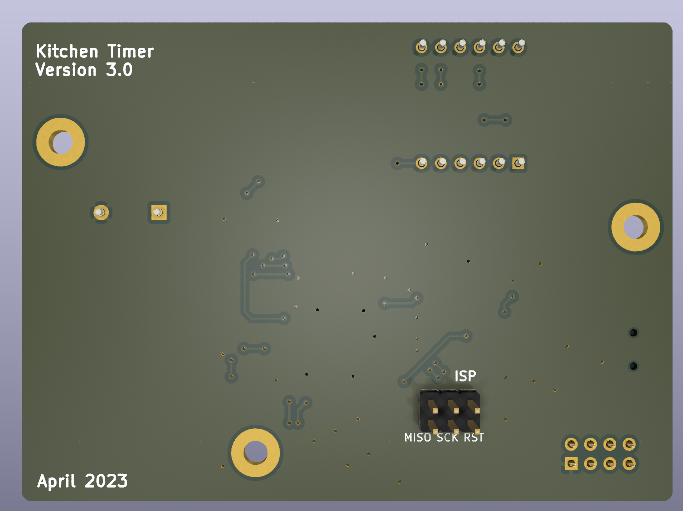 Kitchen Timer
Version 3.0
ISP
MISO SCK RST
April 2023